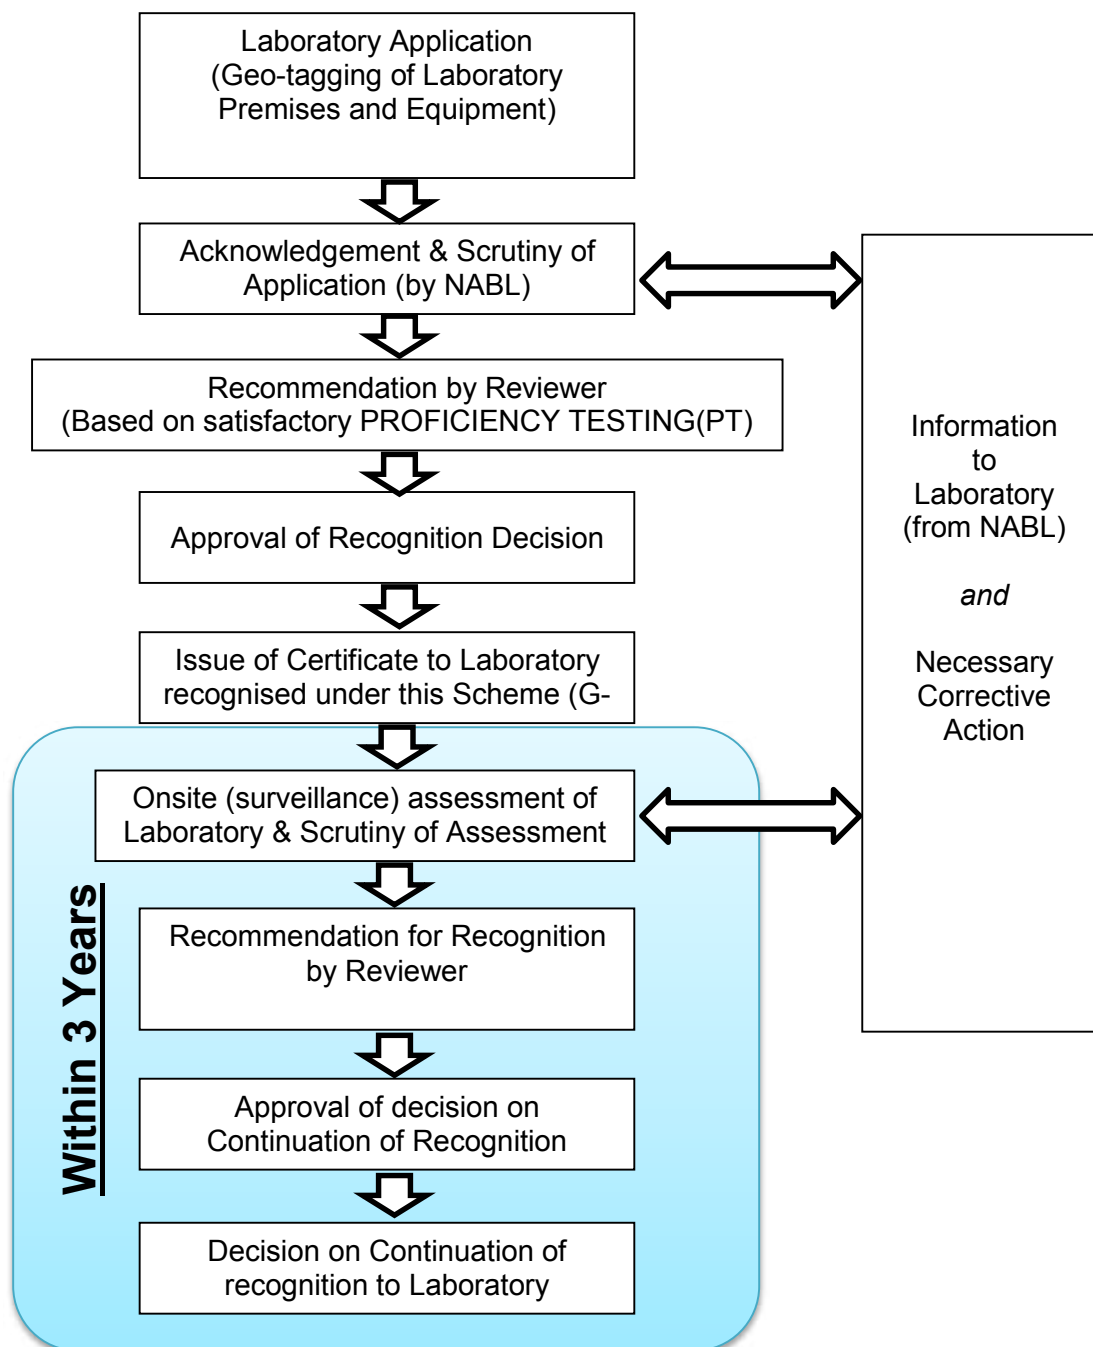 Laboratory Application
(Geo-tagging of Laboratory
Premises and Equipment)
Acknowledgement & Scrutiny of
Application (by NABL)
Recommendation by Reviewer
(Based on satisfactory PROFICIENCY TESTING(PT)
Approval of Recognition Decision
Issue of Certificate to Laboratory
recognised under this Scheme (G-
Onsite (surveillance) assessment of
Laboratory & Scrutiny of Assessment
Recommendation for Recognition
by Reviewer
Approval of decision on
Continuation of Recognition
Decision on Continuation of
recognition to Laboratory
Within 3 Years
Information
to
Laboratory
(from NABL)
and
Necessary
Corrective
Action